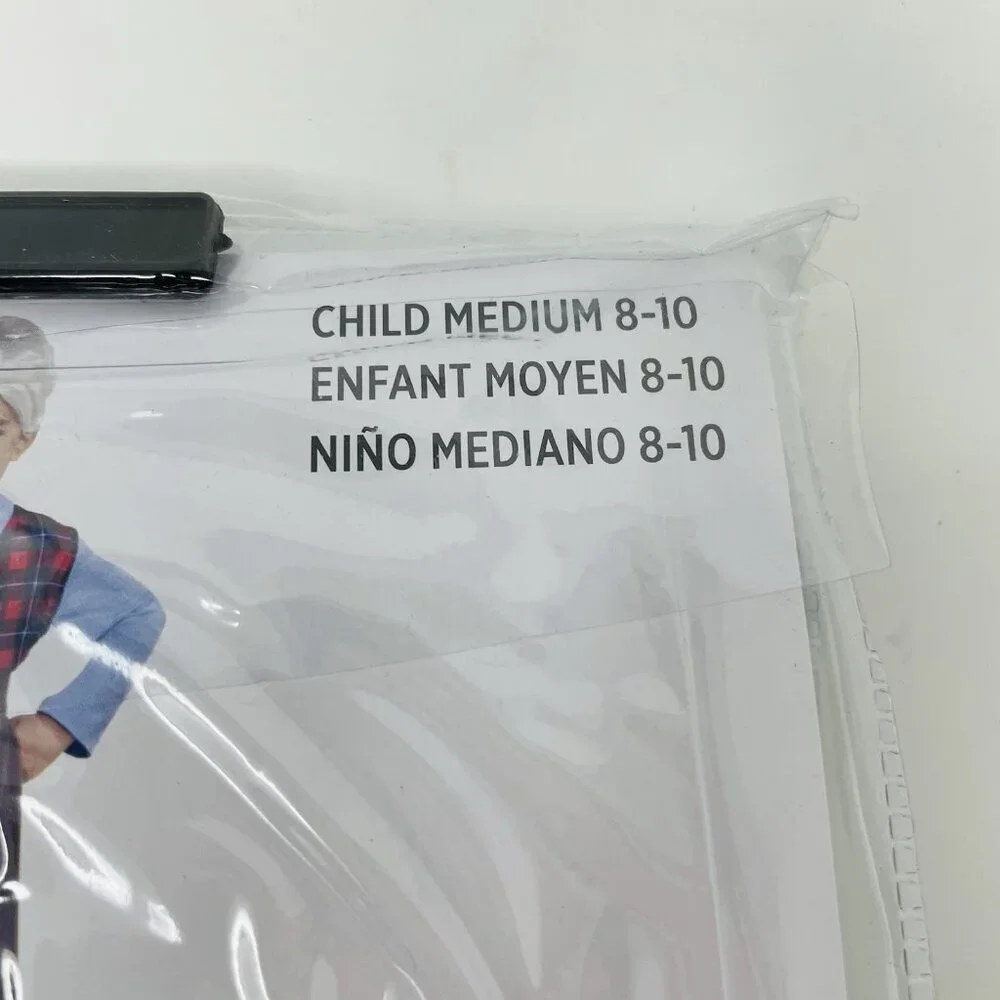 CHILD MEDIUM 8-10
ENFANT MOYEN 8-10
NIÑO MEDIANO 8-10